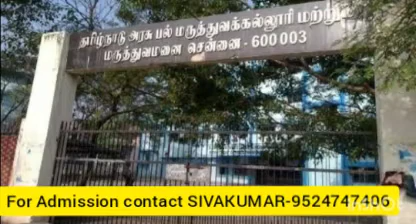 தமிழ்நாடு அரசு பல் மருத்துவக்கல்லூரி மற்று
மருத்துவமனை சென்னை - 600 003
For Admission contact SIVAKUMAR-9524747406